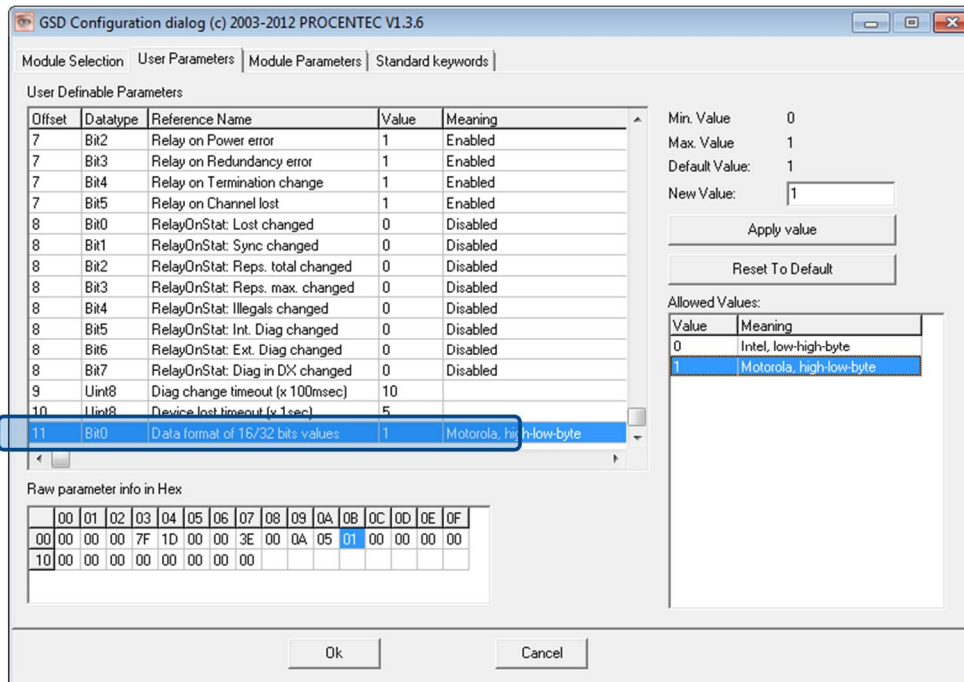 GSD Configuration dialog (c) 2003-2012 PROCENTEC V1.3.6
Module Selection User Parameters Module Parameters Standard keywords
User Definable Parameters
Offset Datatype Reference Name Value Meaning
7 Bit2 Relay on Power error 1 Enabled
7 Bit3 Relay on Redundancy error 1 Enabled
7 Bit4 Relay on Termination change 1 Enabled
7 Bit5 Relay on Channel lost 1 Enabled
8 Bit0 RelayOnStat: Lost changed 0 Disabled
8 Bit1 RelayOnStat: Sync changed 0 Disabled
8 Bit2 RelayOnStat: Reps. total changed 0 Disabled
8 Bit3 RelayOnStat: Reps. max. changed 0 Disabled
8 Bit4 RelayOnStat: Illegals changed 0 Disabled
8 Bit5 RelayOnStat: Int. Diag changed 0 Disabled
8 Bit6 RelayOnStat: Ext. Diag changed 0 Disabled
8 Bit7 RelayOnStat: Diag in DX changed 0 Disabled
9 Uint8 Diag change timeout (x 100msec) 10
10 Uint8 Device lost timeout (x 1sec) 5
11 Bit0 Data format of 16/32 bits values 1 Motorola, high-low-byte
Min. Value 0
Max. Value 1
Default Value: 1
New Value: 1
Apply value
Reset To Default
Allowed Values:
Value Meaning
0 Intel, low-high-byte
1 Motorola, high-low-byte
Raw parameter info in Hex
00 01 02 03 04 05 06 07 08 09 0A 0B 0C 0D 0E 0F
00 00 00 00 7F 1D 00 00 3E 00 0A 05 01 00 00 00 00
10 00 00 00 00 00 00 00 00
Ok Cancel